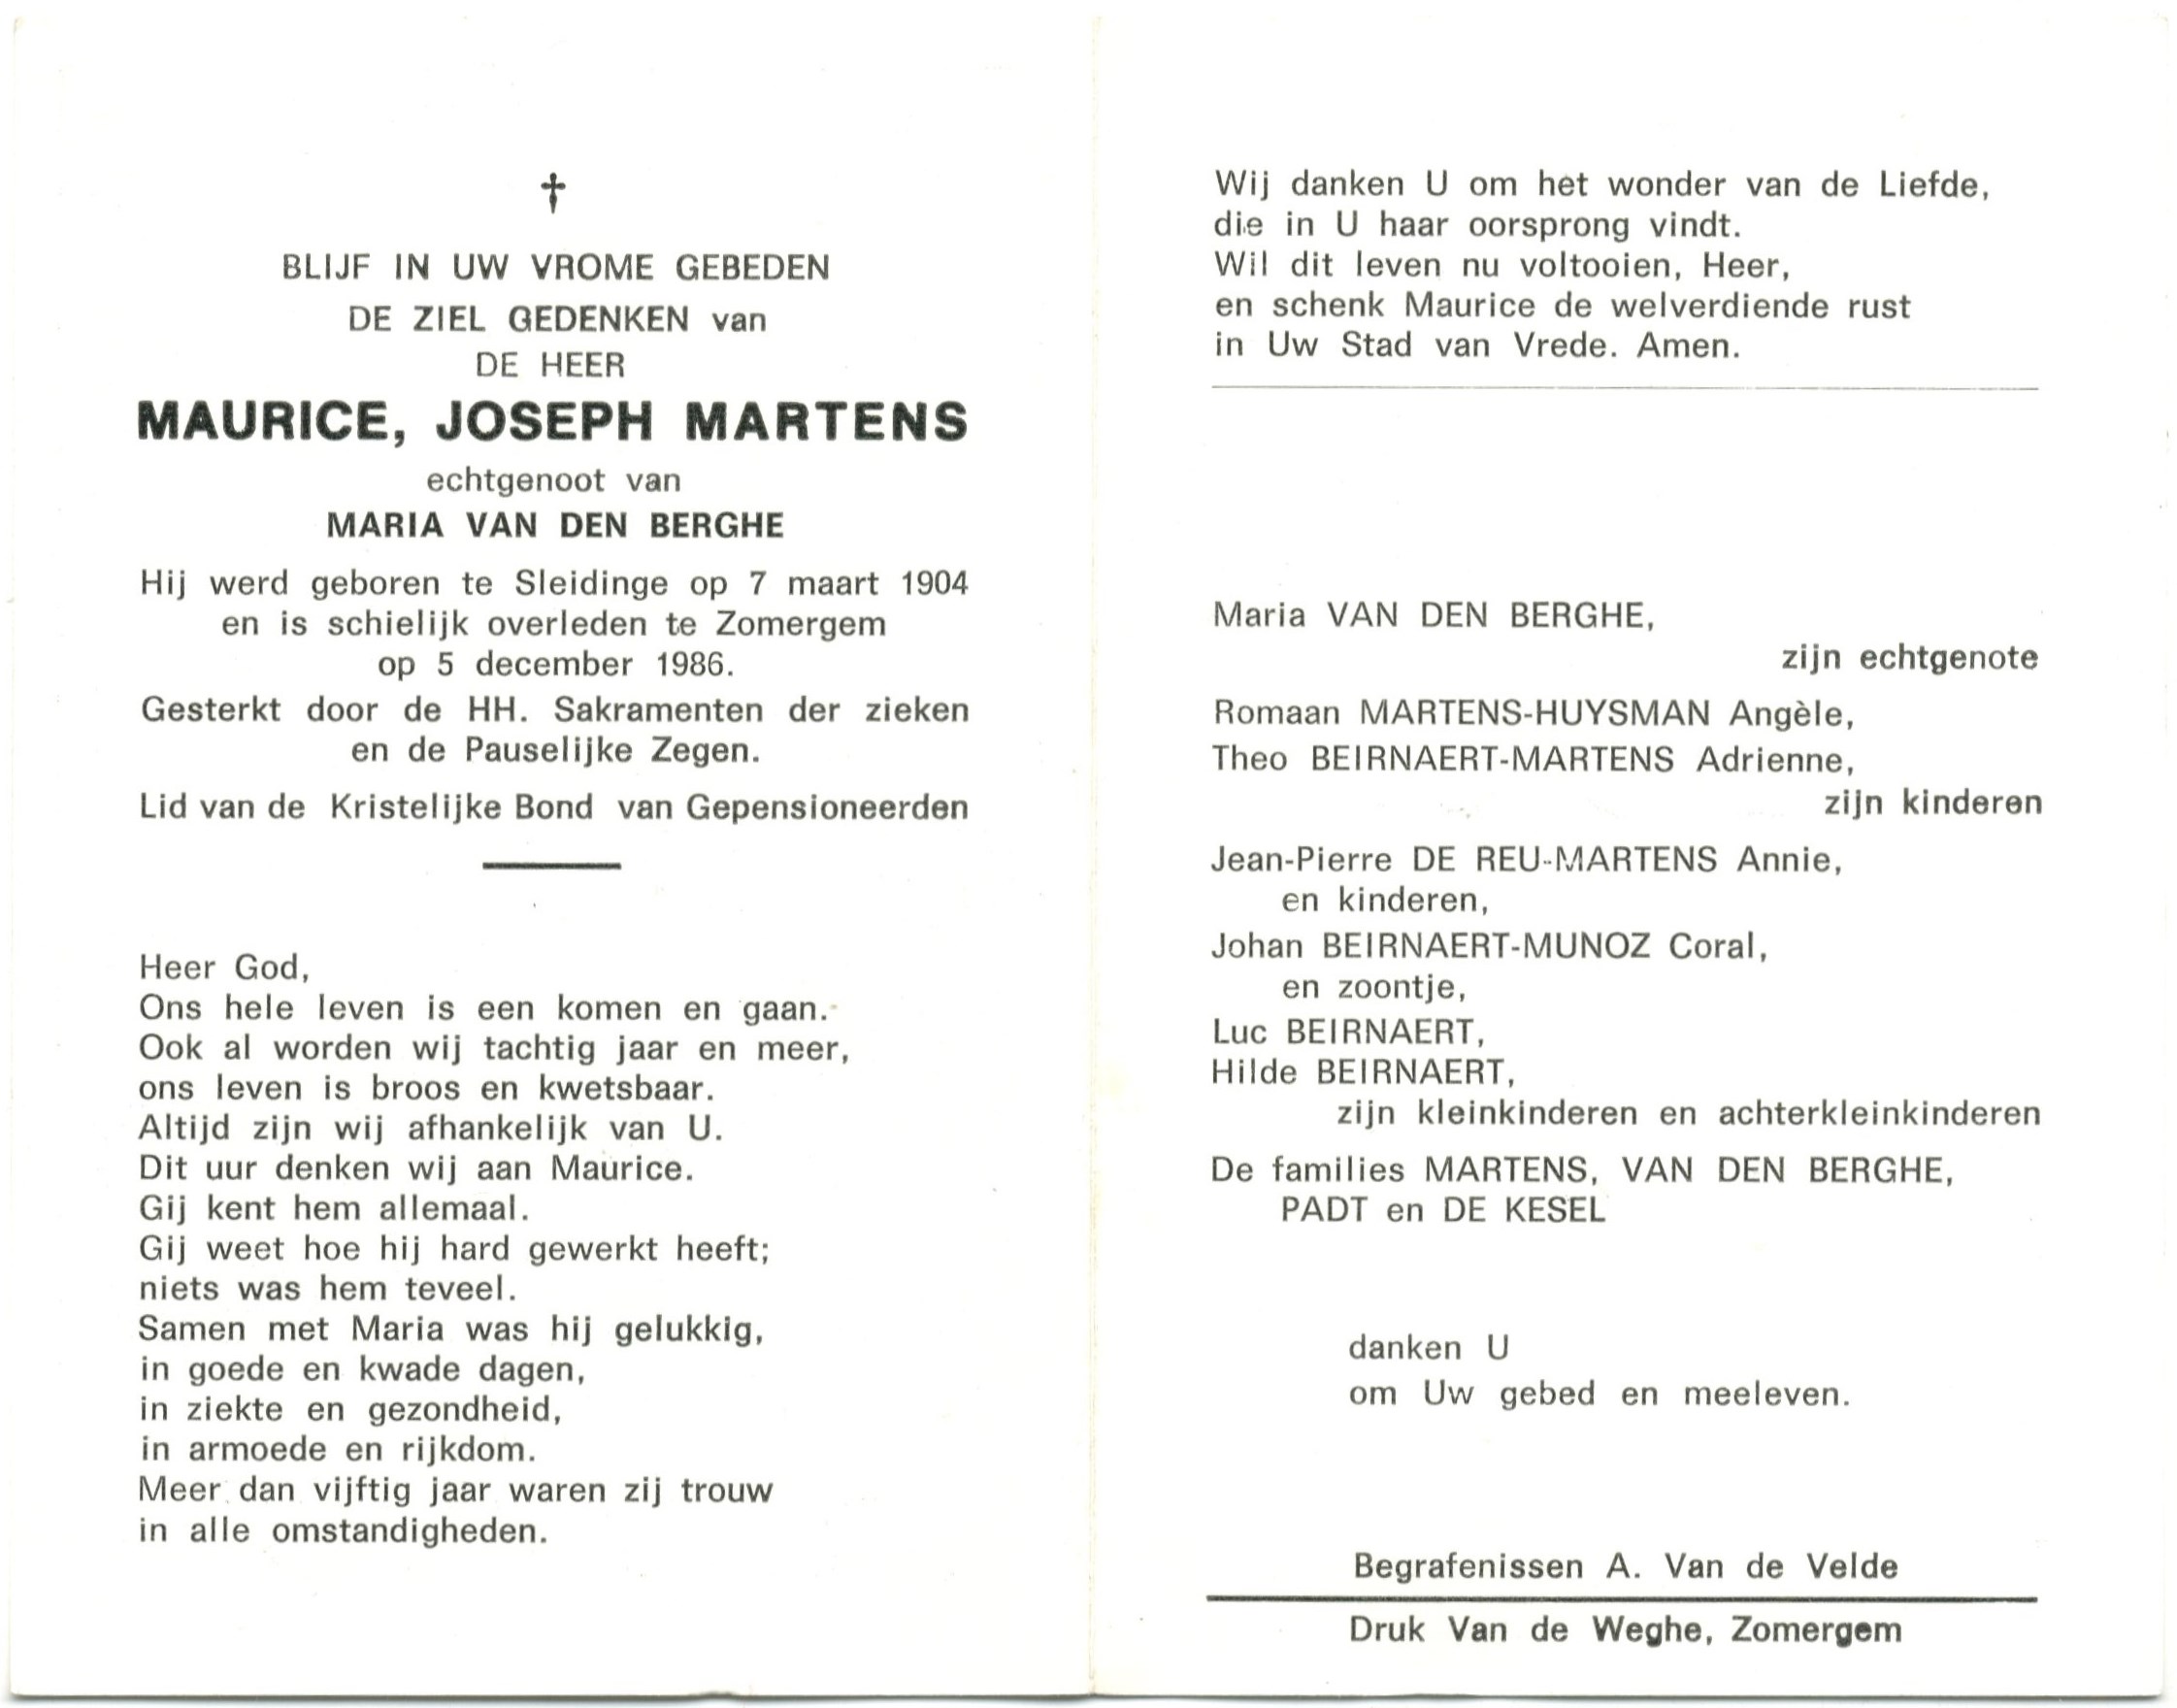 †
BLIJF IN UW VROME GEBEDEN
DE ZIEL GEDENKEN van
DE HEER
MAURICE, JOSEPH MARTENS
echtgenoot van
MARIA VAN DEN BERGHE
Hij werd geboren te Sleidinge op 7 maart 1904
en is schielijk overleden te Zomergem
op 5 december 1986.
Gesterkt door de HH. Sakramenten der zieken
en de Pauselijke Zegen.
Lid van de Kristelijke Bond van Gepensioneerden
Heer God,
Ons hele leven is een komen en gaan.
Ook al worden wij tachtig jaar en meer,
ons leven is broos en kwetsbaar.
Altijd zijn wij afhankelijk van U.
Dit uur denken wij aan Maurice.
Gij kent hem allemaal.
Gij weet hoe hij hard gewerkt heeft;
niets was hem teveel.
Samen met Maria was hij gelukkig,
in goede en kwade dagen,
in ziekte en gezondheid,
in armoede en rijkdom.
Meer dan vijftig jaar waren zij trouw
in alle omstandigheden.
Wij danken U om het wonder van de Liefde,
die in U haar oorsprong vindt.
Wil dit leven nu voltooien, Heer,
en schenk Maurice de welverdiende rust
in Uw Stad van Vrede. Amen.
Maria VAN DEN BERGHE,
zijn echtgenote
Romaan MARTENS-HUYSMAN Angèle,
Theo BEIRNAERT-MARTENS Adrienne,
zijn kinderen
Jean-Pierre DE REU-MARTENS Annie,
en kinderen,
Johan BEIRNAERT-MUNOZ Coral,
en zoontje,
Luc BEIRNAERT,
Hilde BEIRNAERT,
zijn kleinkinderen en achterkleinkinderen
De families MARTENS, VAN DEN BERGHE,
PADT en DE KESEL
danken U
om Uw gebed en meeleven.
Begrafenissen A. Van de Velde
Druk Van de Weghe, Zomergem